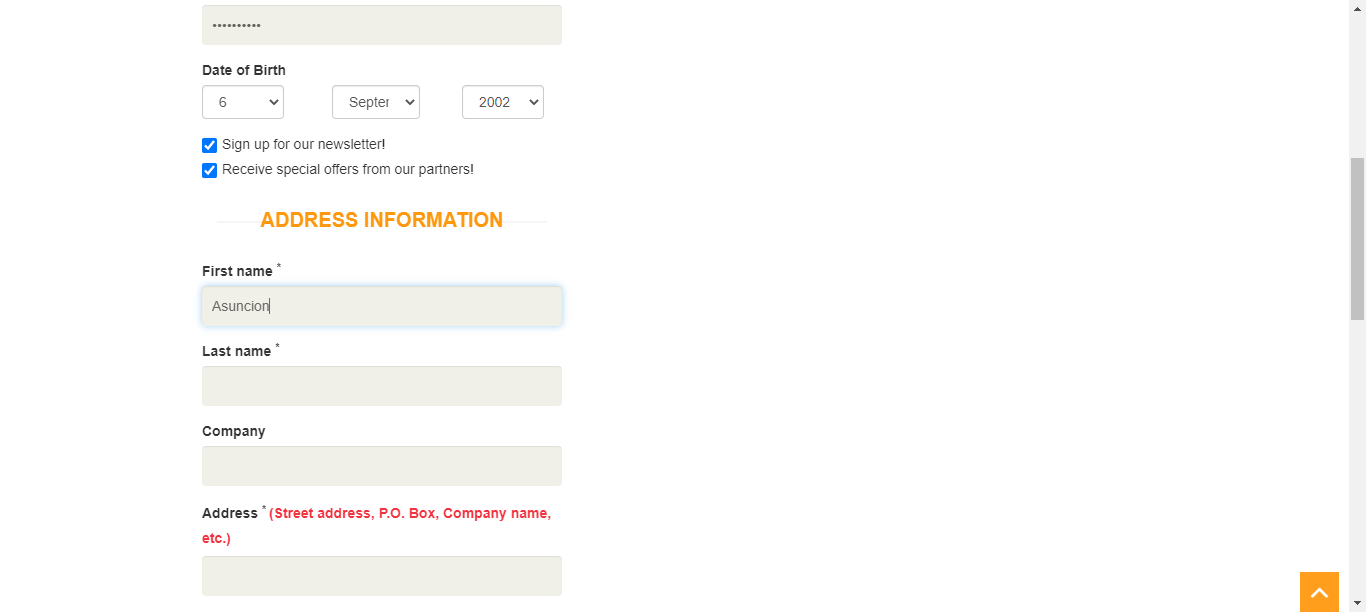 ••••••••••
Date of Birth
6 Septer 2002
Sign up for our newsletter!
Receive special offers from our partners!
ADDRESS INFORMATION
First name *
Asuncion
Last name *
Company
Address * (Street address, P.O. Box, Company name,
etc.)